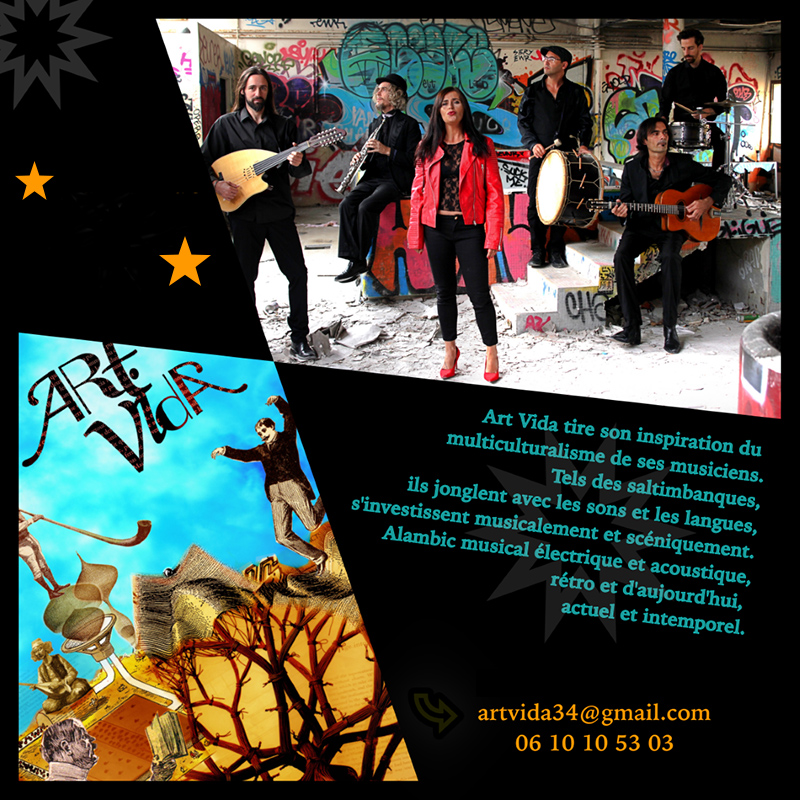 ARt
VidA
Art Vida tire son inspiration du
multiculturalisme de ses musiciens.
Tels des saltimbanques,
ils jonglent avec les sons et les langues,
s'investissent musicalement et scéniquement.
Alambic musical électrique et acoustique,
rétro et d'aujourd'hui,
actuel et intemporel.
artvida34@gmail.com
06 10 10 53 03